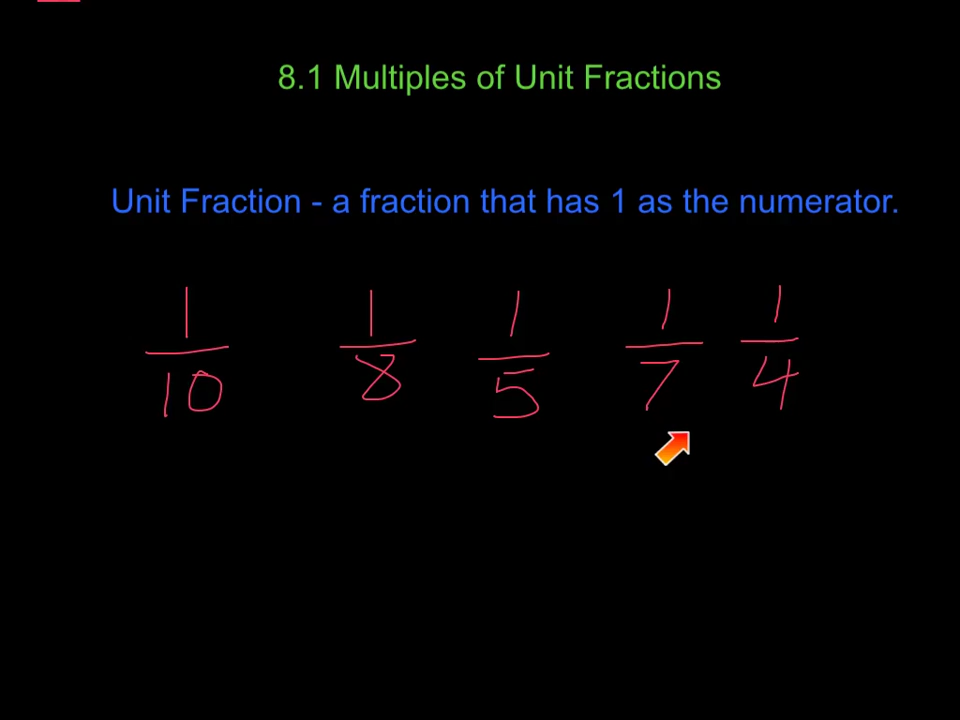 8.1 Multiples of Unit Fractions
Unit Fraction - a fraction that has 1 as the numerator.
1/10 1/8 1/5 1/7 1/4